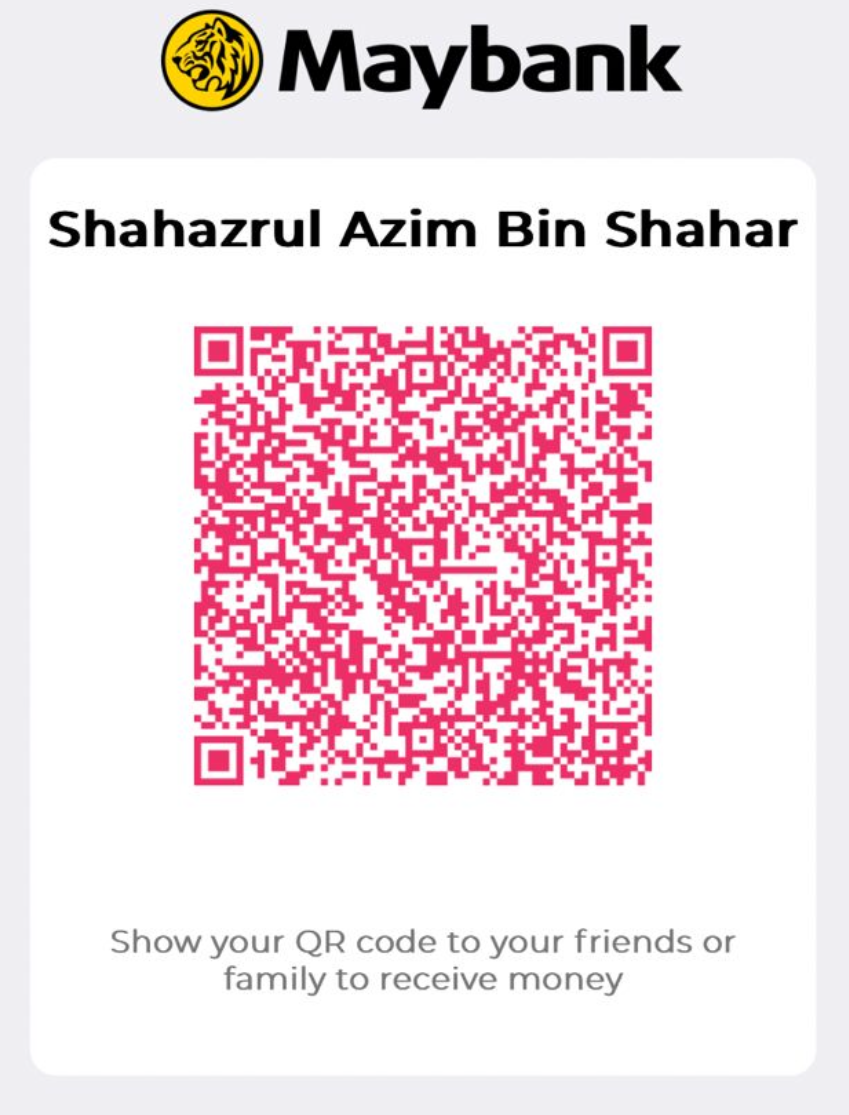 Maybank
Shahazrul Azim Bin Shahar
Show your QR code to your friends or
family to receive money